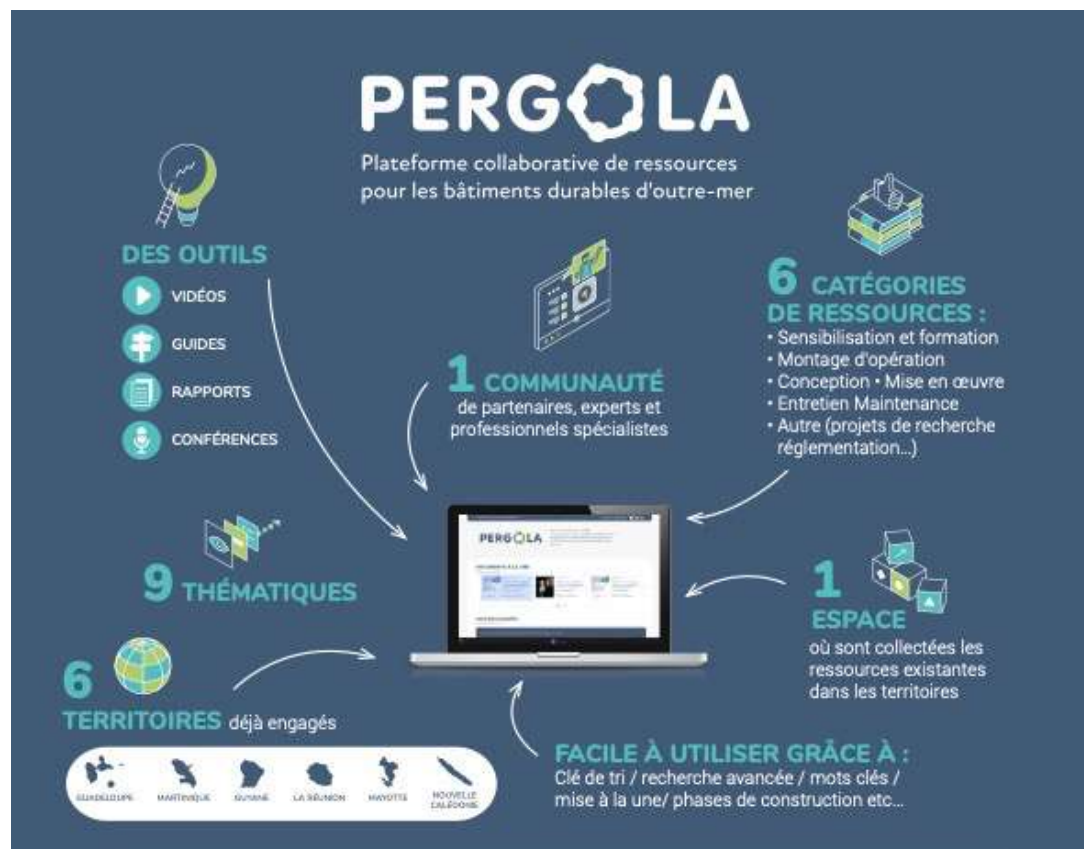 PERGOLA
Plateforme collaborative de ressources
pour les bâtiments durables d'outre-mer
DES OUTILS
VIDÉOS
GUIDES
RAPPORTS
CONFÉRENCES
1 COMMUNAUTÉ
de partenaires, experts et
professionnels spécialistes
6 CATÉGORIES
DE RESSOURCES :
• Sensibilisation et formation
• Montage d'opération
• Conception • Mise en œuvre
• Entretien Maintenance
• Autre (projets de recherche
réglementation...)
PERGOLA
9 THÉMATIQUES
1
ESPACE
où sont collectées les
ressources existantes
dans les territoires
6
TERRITOIRES déjà engagés
GUADELOUPE
MARTINIQUE
GUYANE
LA RÉUNION
MAYOTTE
NOUVELLE
CALÉDONIE
FACILE À UTILISER GRÂCE À :
Clé de tri / recherche avancée / mots clés /
mise à la une/ phases de construction etc...